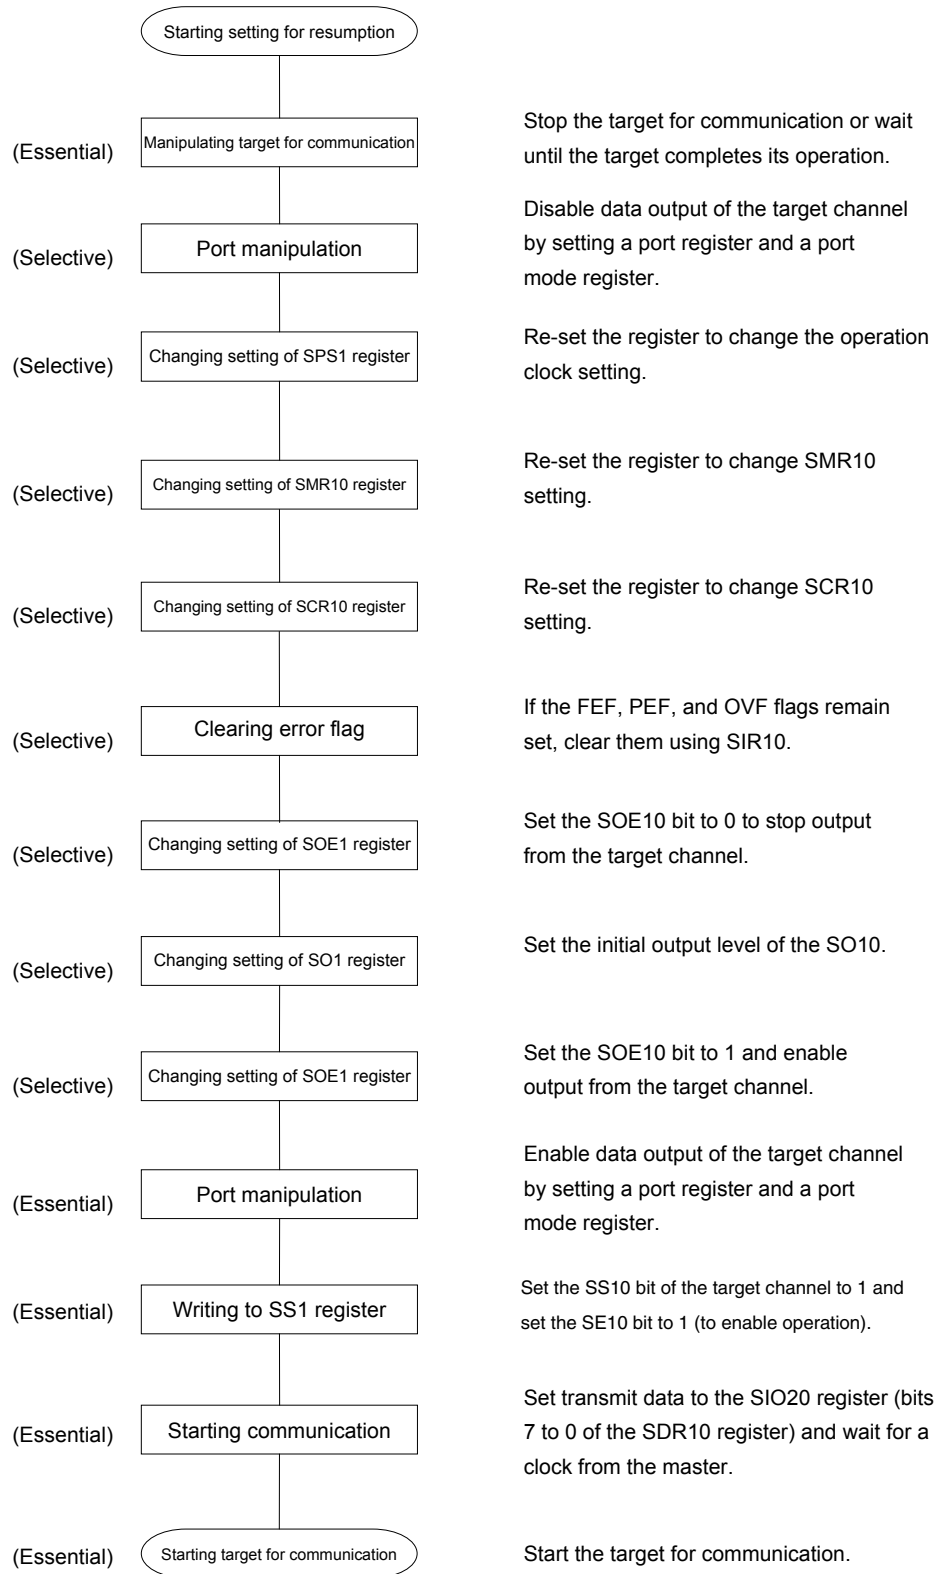 Starting setting for resumption
(Essential)
Manipulating target for communication
Stop the target for communication or wait
until the target completes its operation.
(Selective)
Port manipulation
Disable data output of the target channel
by setting a port register and a port
mode register.
(Selective)
Changing setting of SPS1 register
Re-set the register to change the operation
clock setting.
(Selective)
Changing setting of SMR10 register
Re-set the register to change SMR10
setting.
(Selective)
Changing setting of SCR10 register
Re-set the register to change SCR10
setting.
(Selective)
Clearing error flag
If the FEF, PEF, and OVF flags remain
set, clear them using SIR10.
(Selective)
Changing setting of SOE1 register
Set the SOE10 bit to 0 to stop output
from the target channel.
(Selective)
Changing setting of SO1 register
Set the initial output level of the SO10.
(Selective)
Changing setting of SOE1 register
Set the SOE10 bit to 1 and enable
output from the target channel.
(Essential)
Port manipulation
Enable data output of the target channel
by setting a port register and a port
mode register.
(Essential)
Writing to SS1 register
Set the SS10 bit of the target channel to 1 and
set the SE10 bit to 1 (to enable operation).
(Essential)
Starting communication
Set transmit data to the SIO20 register (bits
7 to 0 of the SDR10 register) and wait for a
clock from the master.
(Essential)
Starting target for communication
Start the target for communication.